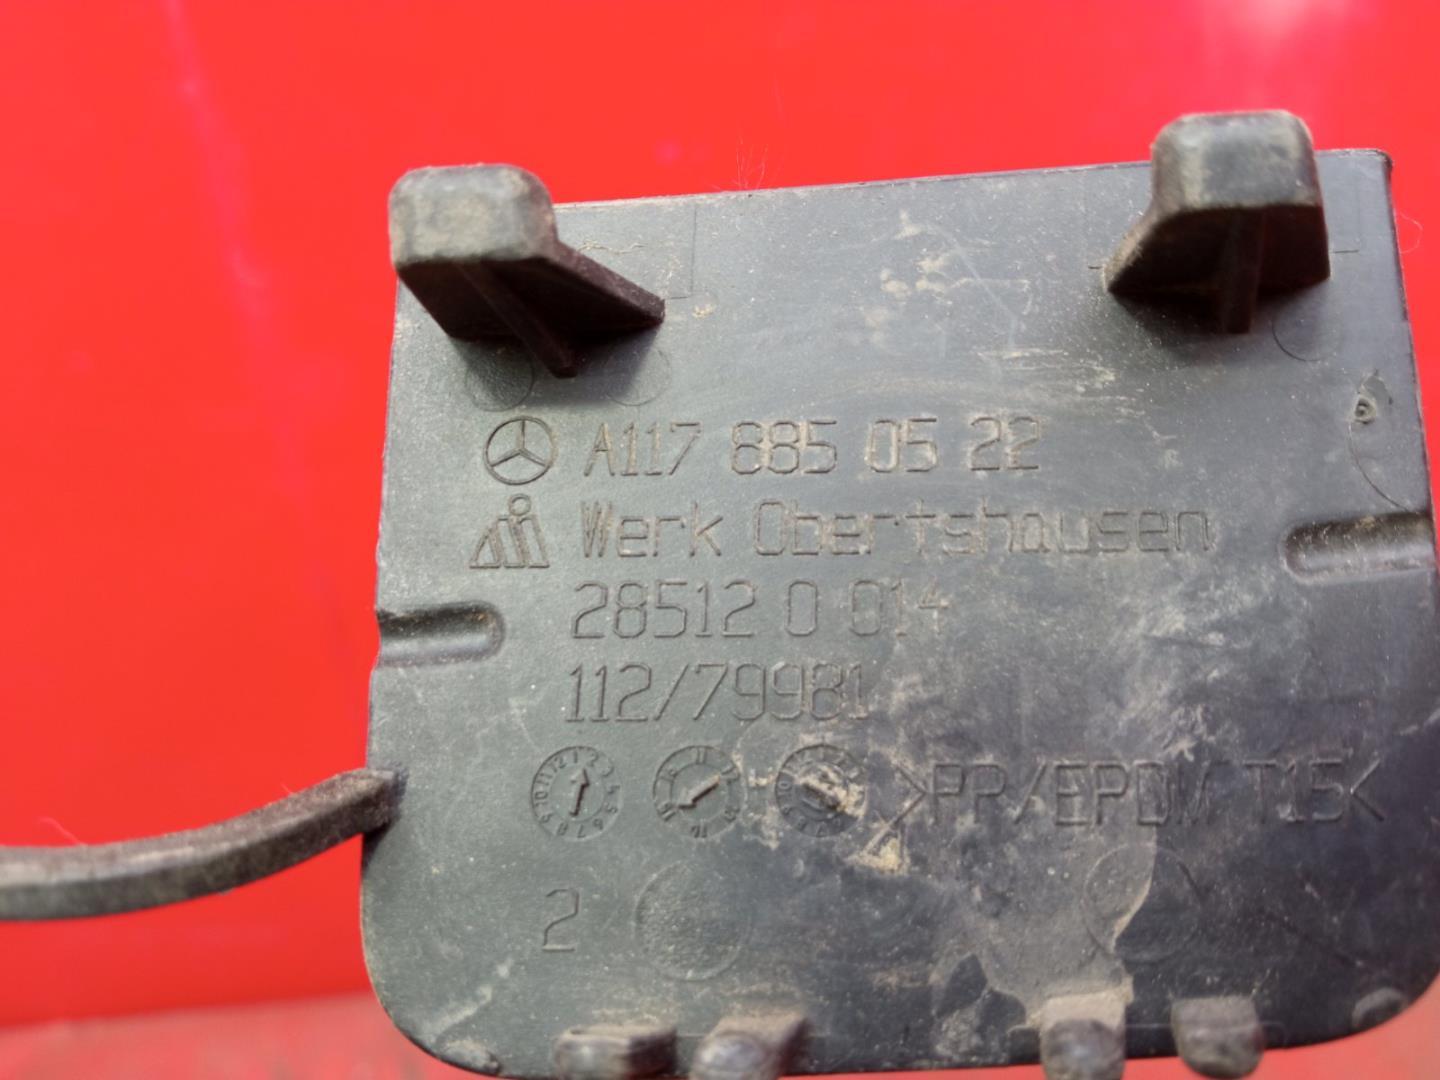 A117 885 05 22
Werk Obertshausen
28512 0 014
112/79981
>PP/EPDM T15<
2